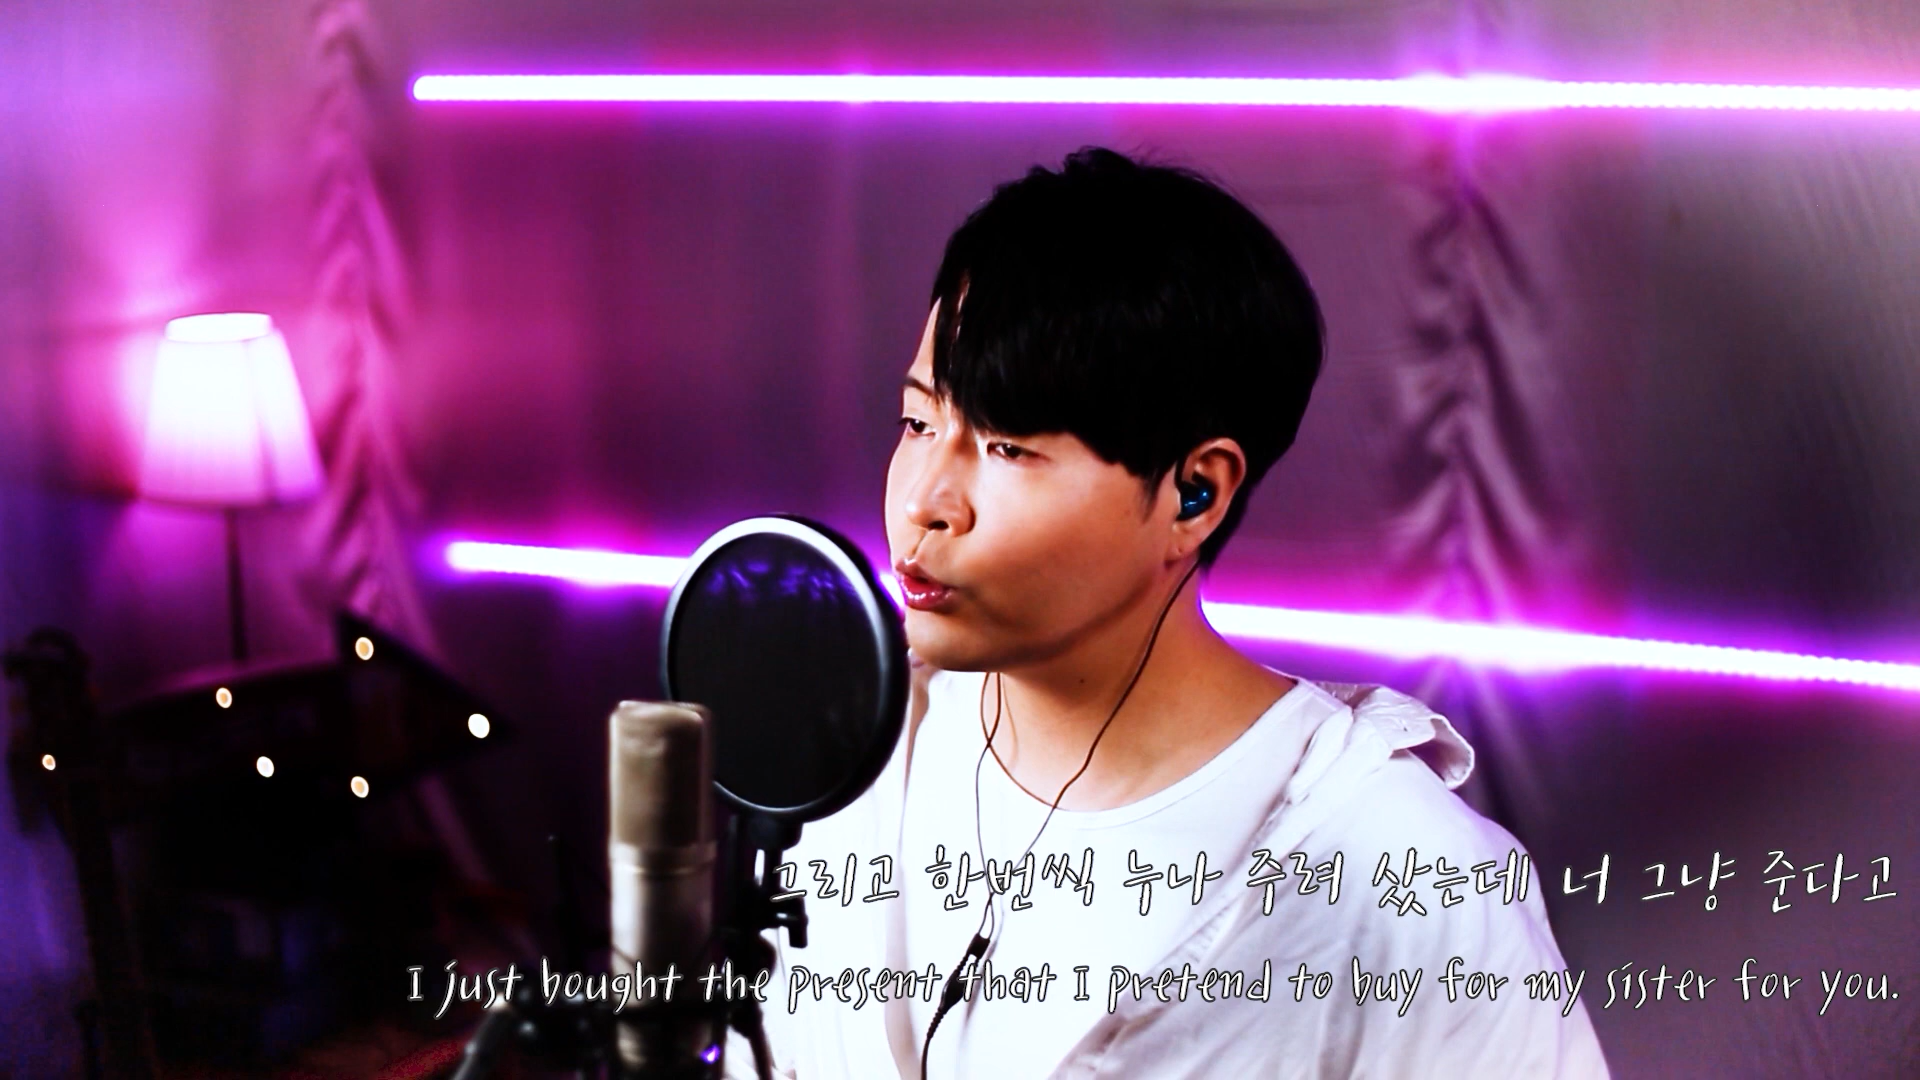 그리고 한번씩 누나 주려 샀는데 너 그냥 준다고
I just bought the present that I pretend to buy for my sister for you.